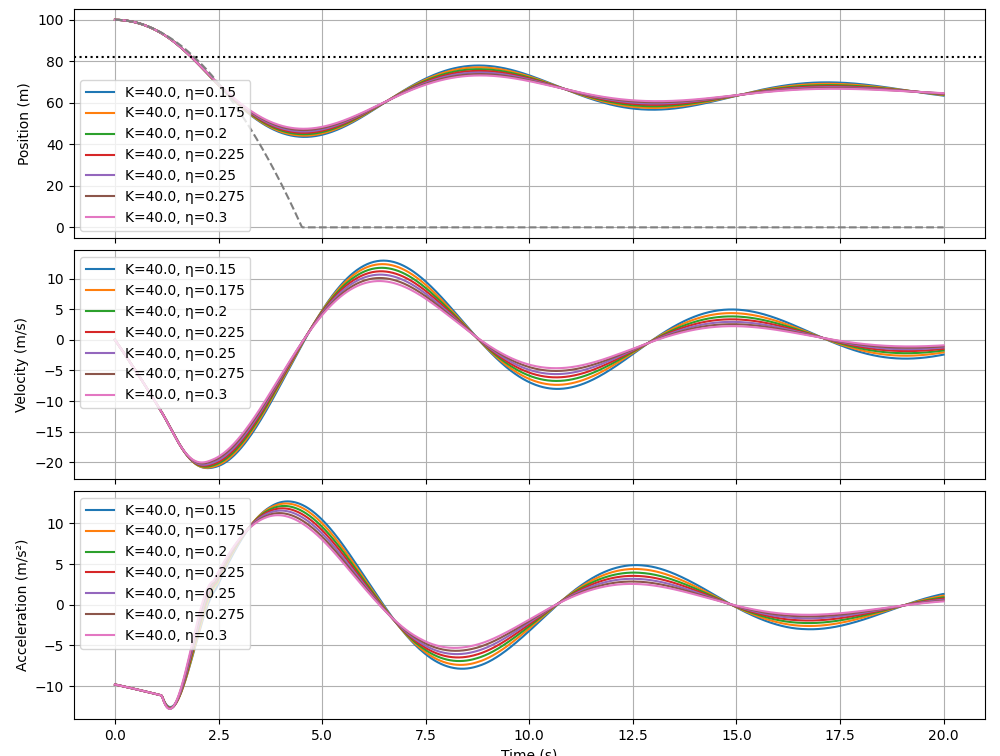 100
80
60
40
20
0
Position (m)
K=40.0, η=0.15
K=40.0, η=0.175
K=40.0, η=0.2
K=40.0, η=0.225
K=40.0, η=0.25
K=40.0, η=0.275
K=40.0, η=0.3
10
5
0
−5
−10
−15
−20
Velocity (m/s)
K=40.0, η=0.15
K=40.0, η=0.175
K=40.0, η=0.2
K=40.0, η=0.225
K=40.0, η=0.25
K=40.0, η=0.275
K=40.0, η=0.3
10
5
0
−5
−10
Acceleration (m/s²)
K=40.0, η=0.15
K=40.0, η=0.175
K=40.0, η=0.2
K=40.0, η=0.225
K=40.0, η=0.25
K=40.0, η=0.275
K=40.0, η=0.3
0.0 2.5 5.0 7.5 10.0 12.5 15.0 17.5 20.0
Time (s)